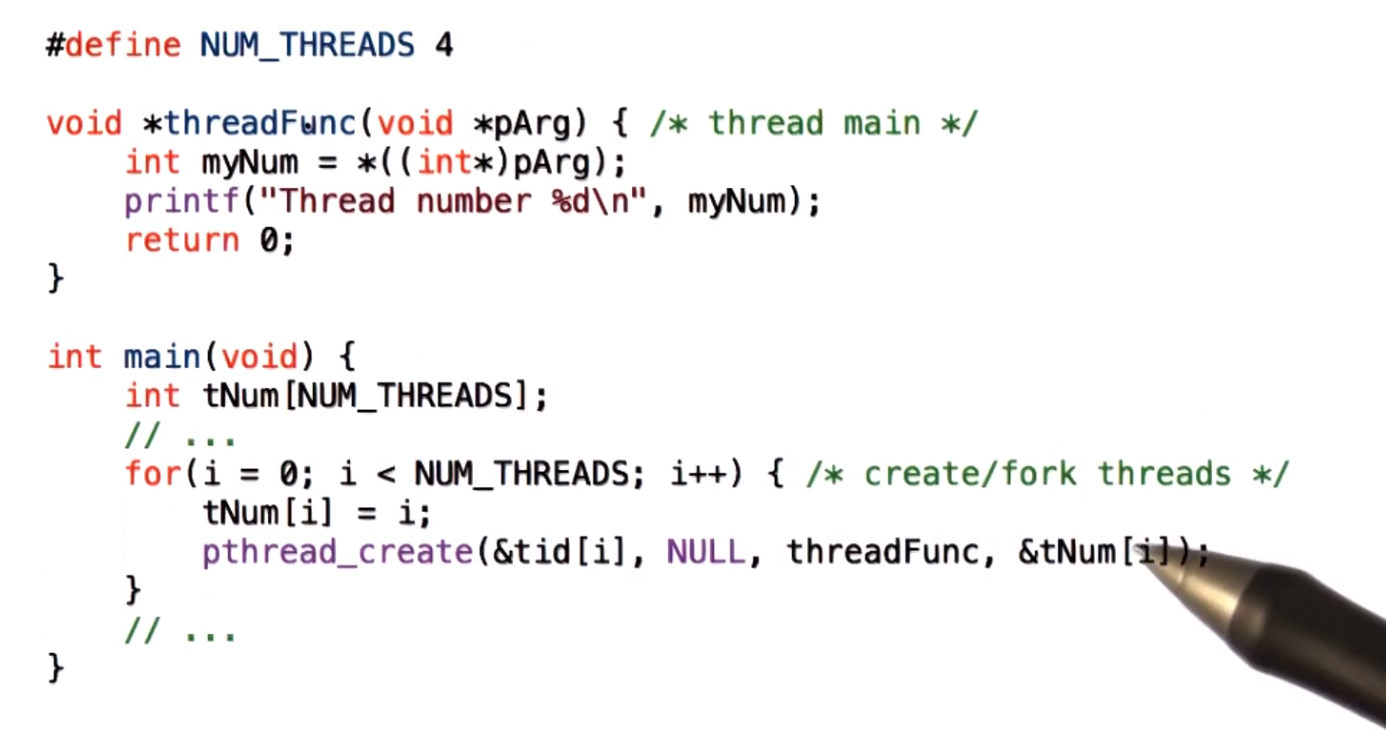 #define NUM_THREADS 4
void *threadFunc(void *pArg) { /* thread main */
int myNum = *((int*)pArg);
printf("Thread number %d\n", myNum);
return 0;
}
int main(void) {
int tNum[NUM_THREADS];
// ...
for(i = 0; i < NUM_THREADS; i++) { /* create/fork threads */
tNum[i] = i;
pthread_create(&tid[i], NULL, threadFunc, &tNum[i]);
}
// ...
}